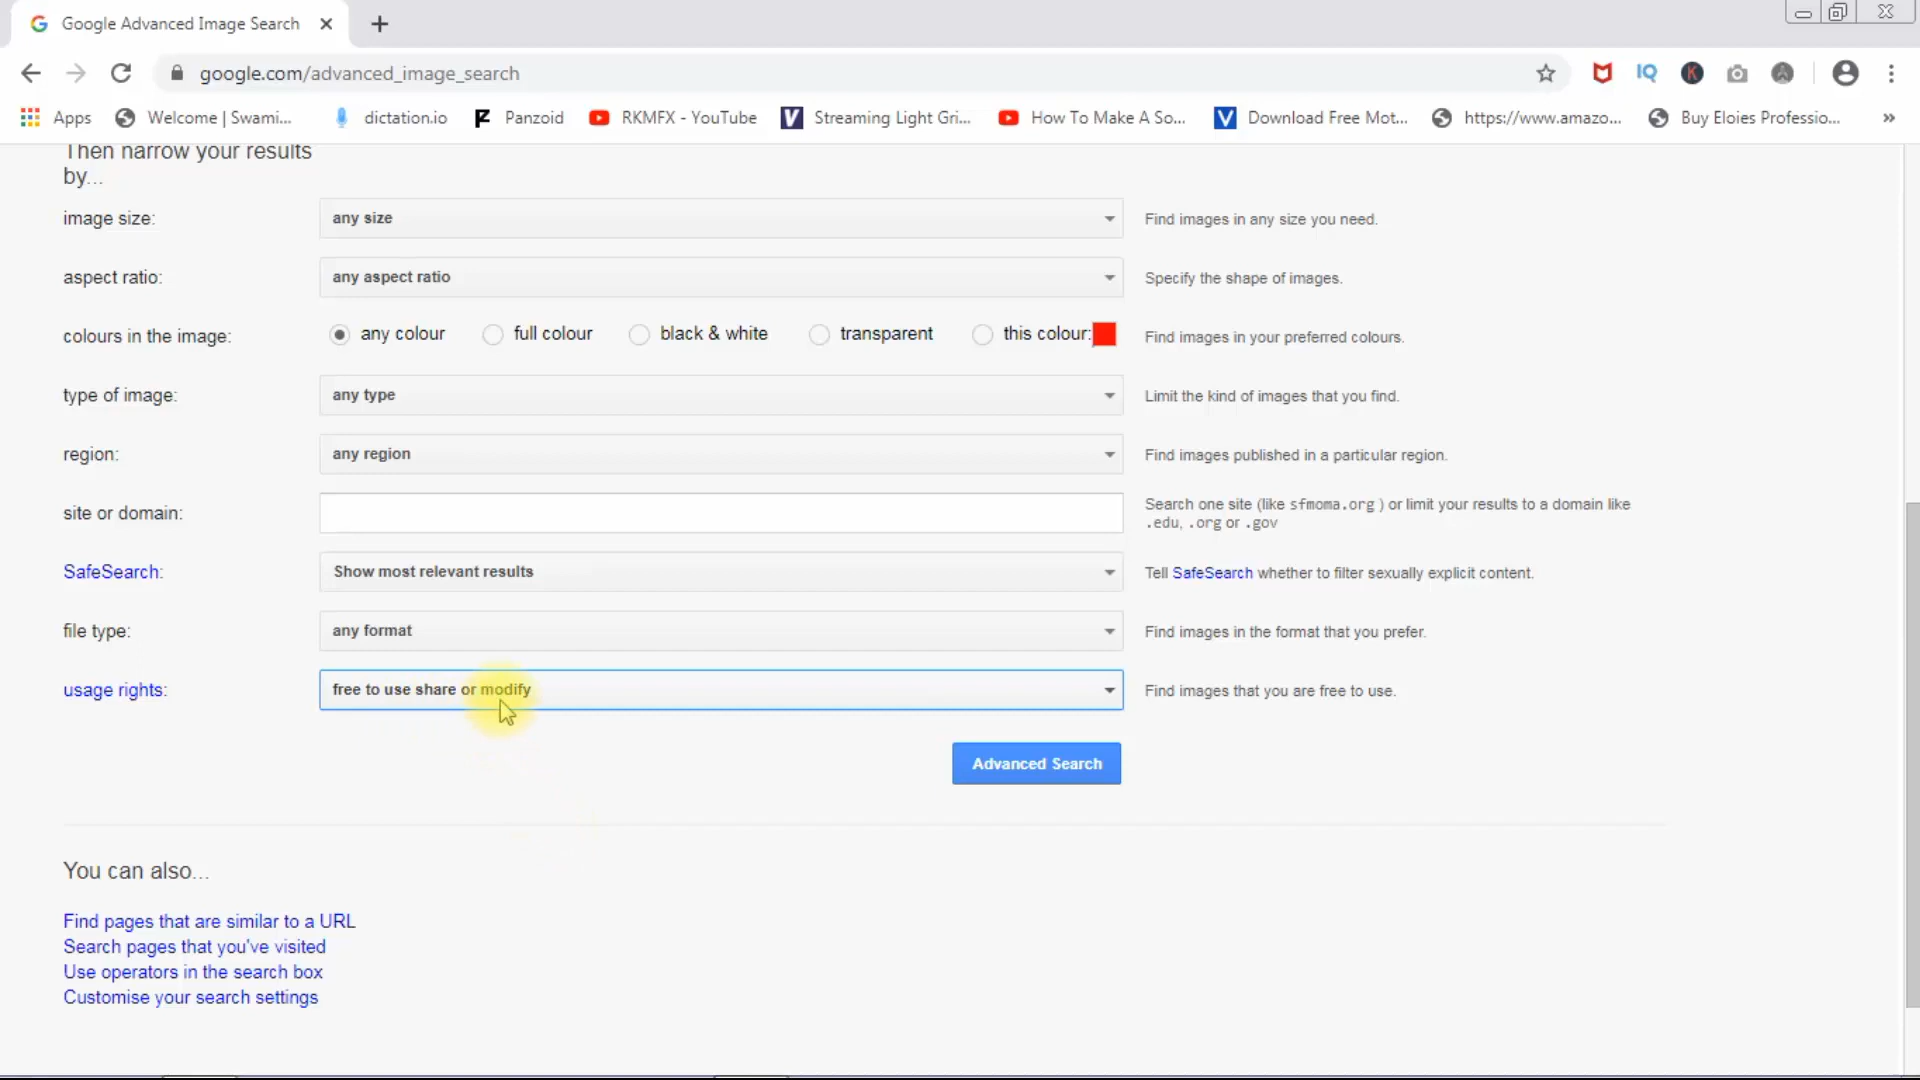 Google Advanced Image Search
google.com/advanced_image_search
Apps Welcome | Swami... dictation.io Panzoid RKMFX - YouTube Streaming Light Gri... How To Make A So... Download Free Mot... https://www.amazo... Buy Eloies Professio... »
Then narrow your results
by...
image size: any size Find images in any size you need.
aspect ratio: any aspect ratio Specify the shape of images.
colours in the image: any colour full colour black & white transparent this colour: Find images in your preferred colours.
type of image: any type Limit the kind of images that you find.
region: any region Find images published in a particular region.
site or domain: Search one site (like sfmoma.org ) or limit your results to a domain like
.edu, .org or .gov
SafeSearch: Show most relevant results Tell SafeSearch whether to filter sexually explicit content.
file type: any format Find images in the format that you prefer.
usage rights: free to use share or modify Find images that you are free to use.
Advanced Search
You can also...
Find pages that are similar to a URL
Search pages that you've visited
Use operators in the search box
Customise your search settings